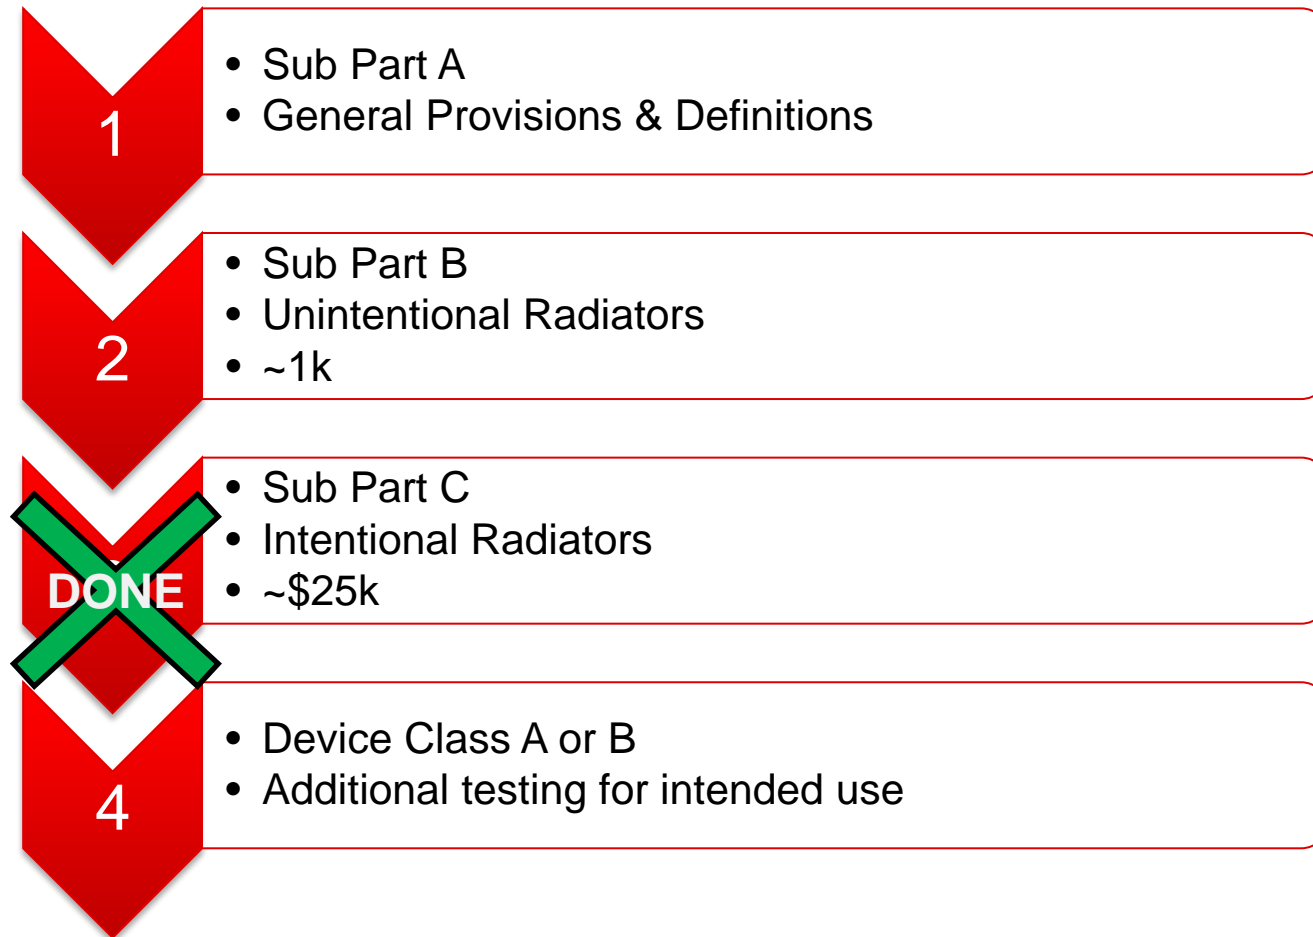 1
• Sub Part A
• General Provisions & Definitions
2
• Sub Part B
• Unintentional Radiators
• ~1k
DONE
• Sub Part C
• Intentional Radiators
• ~$25k
4
• Device Class A or B
• Additional testing for intended use